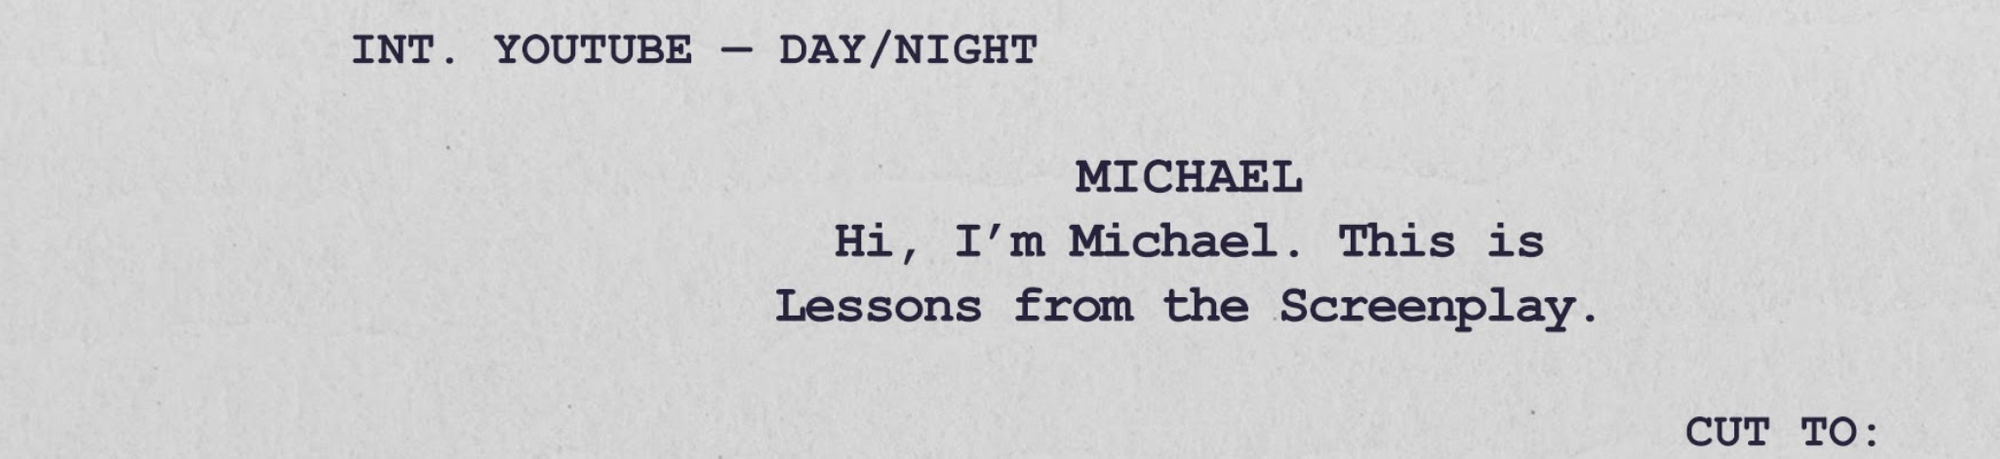 INT. YOUTUBE — DAY/NIGHT
MICHAEL
Hi, I’m Michael. This is
Lessons from the Screenplay.
CUT TO: